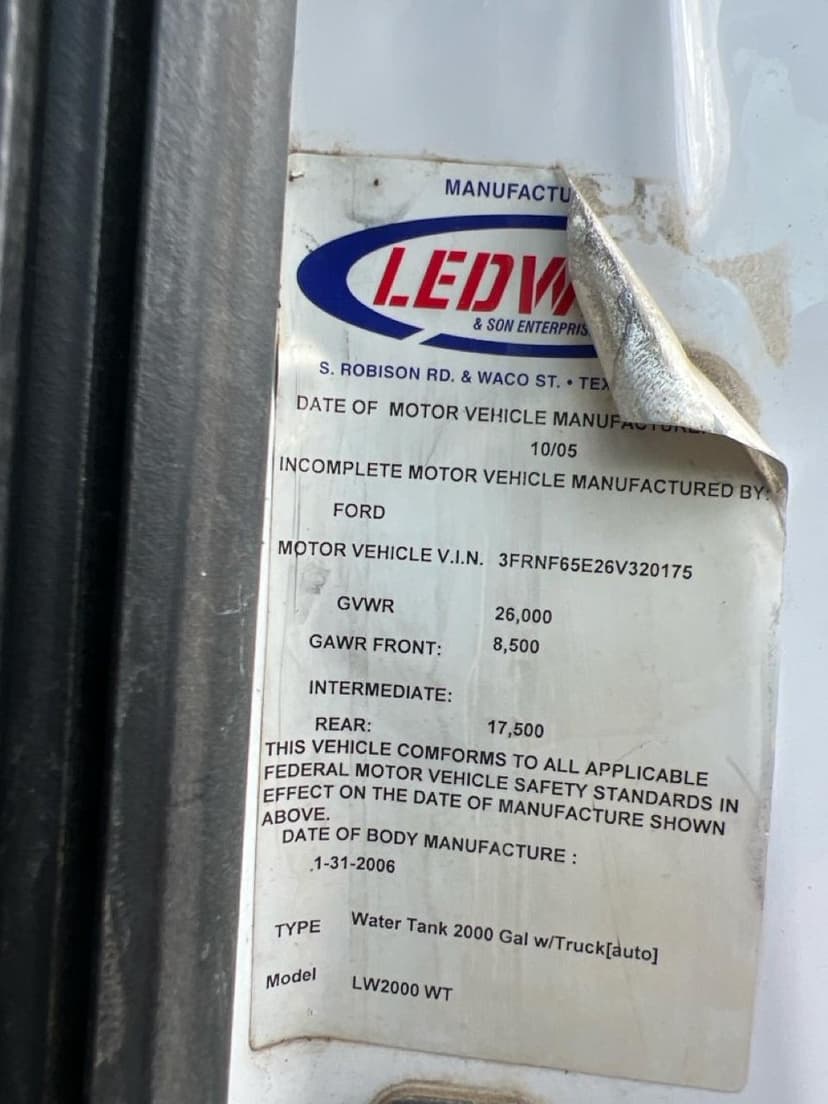 MANUFACTU
LEDW
& SON ENTERPRIS
S. ROBISON RD. & WACO ST. • TEX
DATE OF MOTOR VEHICLE MANUFACTURE:
10/05
INCOMPLETE MOTOR VEHICLE MANUFACTURED BY:
FORD
MOTOR VEHICLE V.I.N. 3FRNF65E26V320175
GVWR 26,000
GAWR FRONT: 8,500
INTERMEDIATE:
REAR: 17,500
THIS VEHICLE COMFORMS TO ALL APPLICABLE
FEDERAL MOTOR VEHICLE SAFETY STANDARDS IN
EFFECT ON THE DATE OF MANUFACTURE SHOWN
ABOVE.
DATE OF BODY MANUFACTURE :
1-31-2006
TYPE Water Tank 2000 Gal w/Truck[auto]
Model LW2000 WT